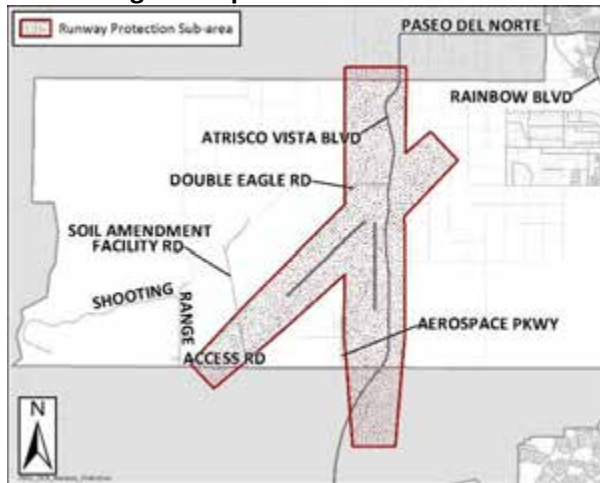 Runway Protection Sub-area
PASEO DEL NORTE
RAINBOW BLVD
ATRISCO VISTA BLVD
DOUBLE EAGLE RD
SOIL AMENDMENT
FACILITY RD
SHOOTING
RANGE
ACCESS RD
AEROSPACE PKWY
N